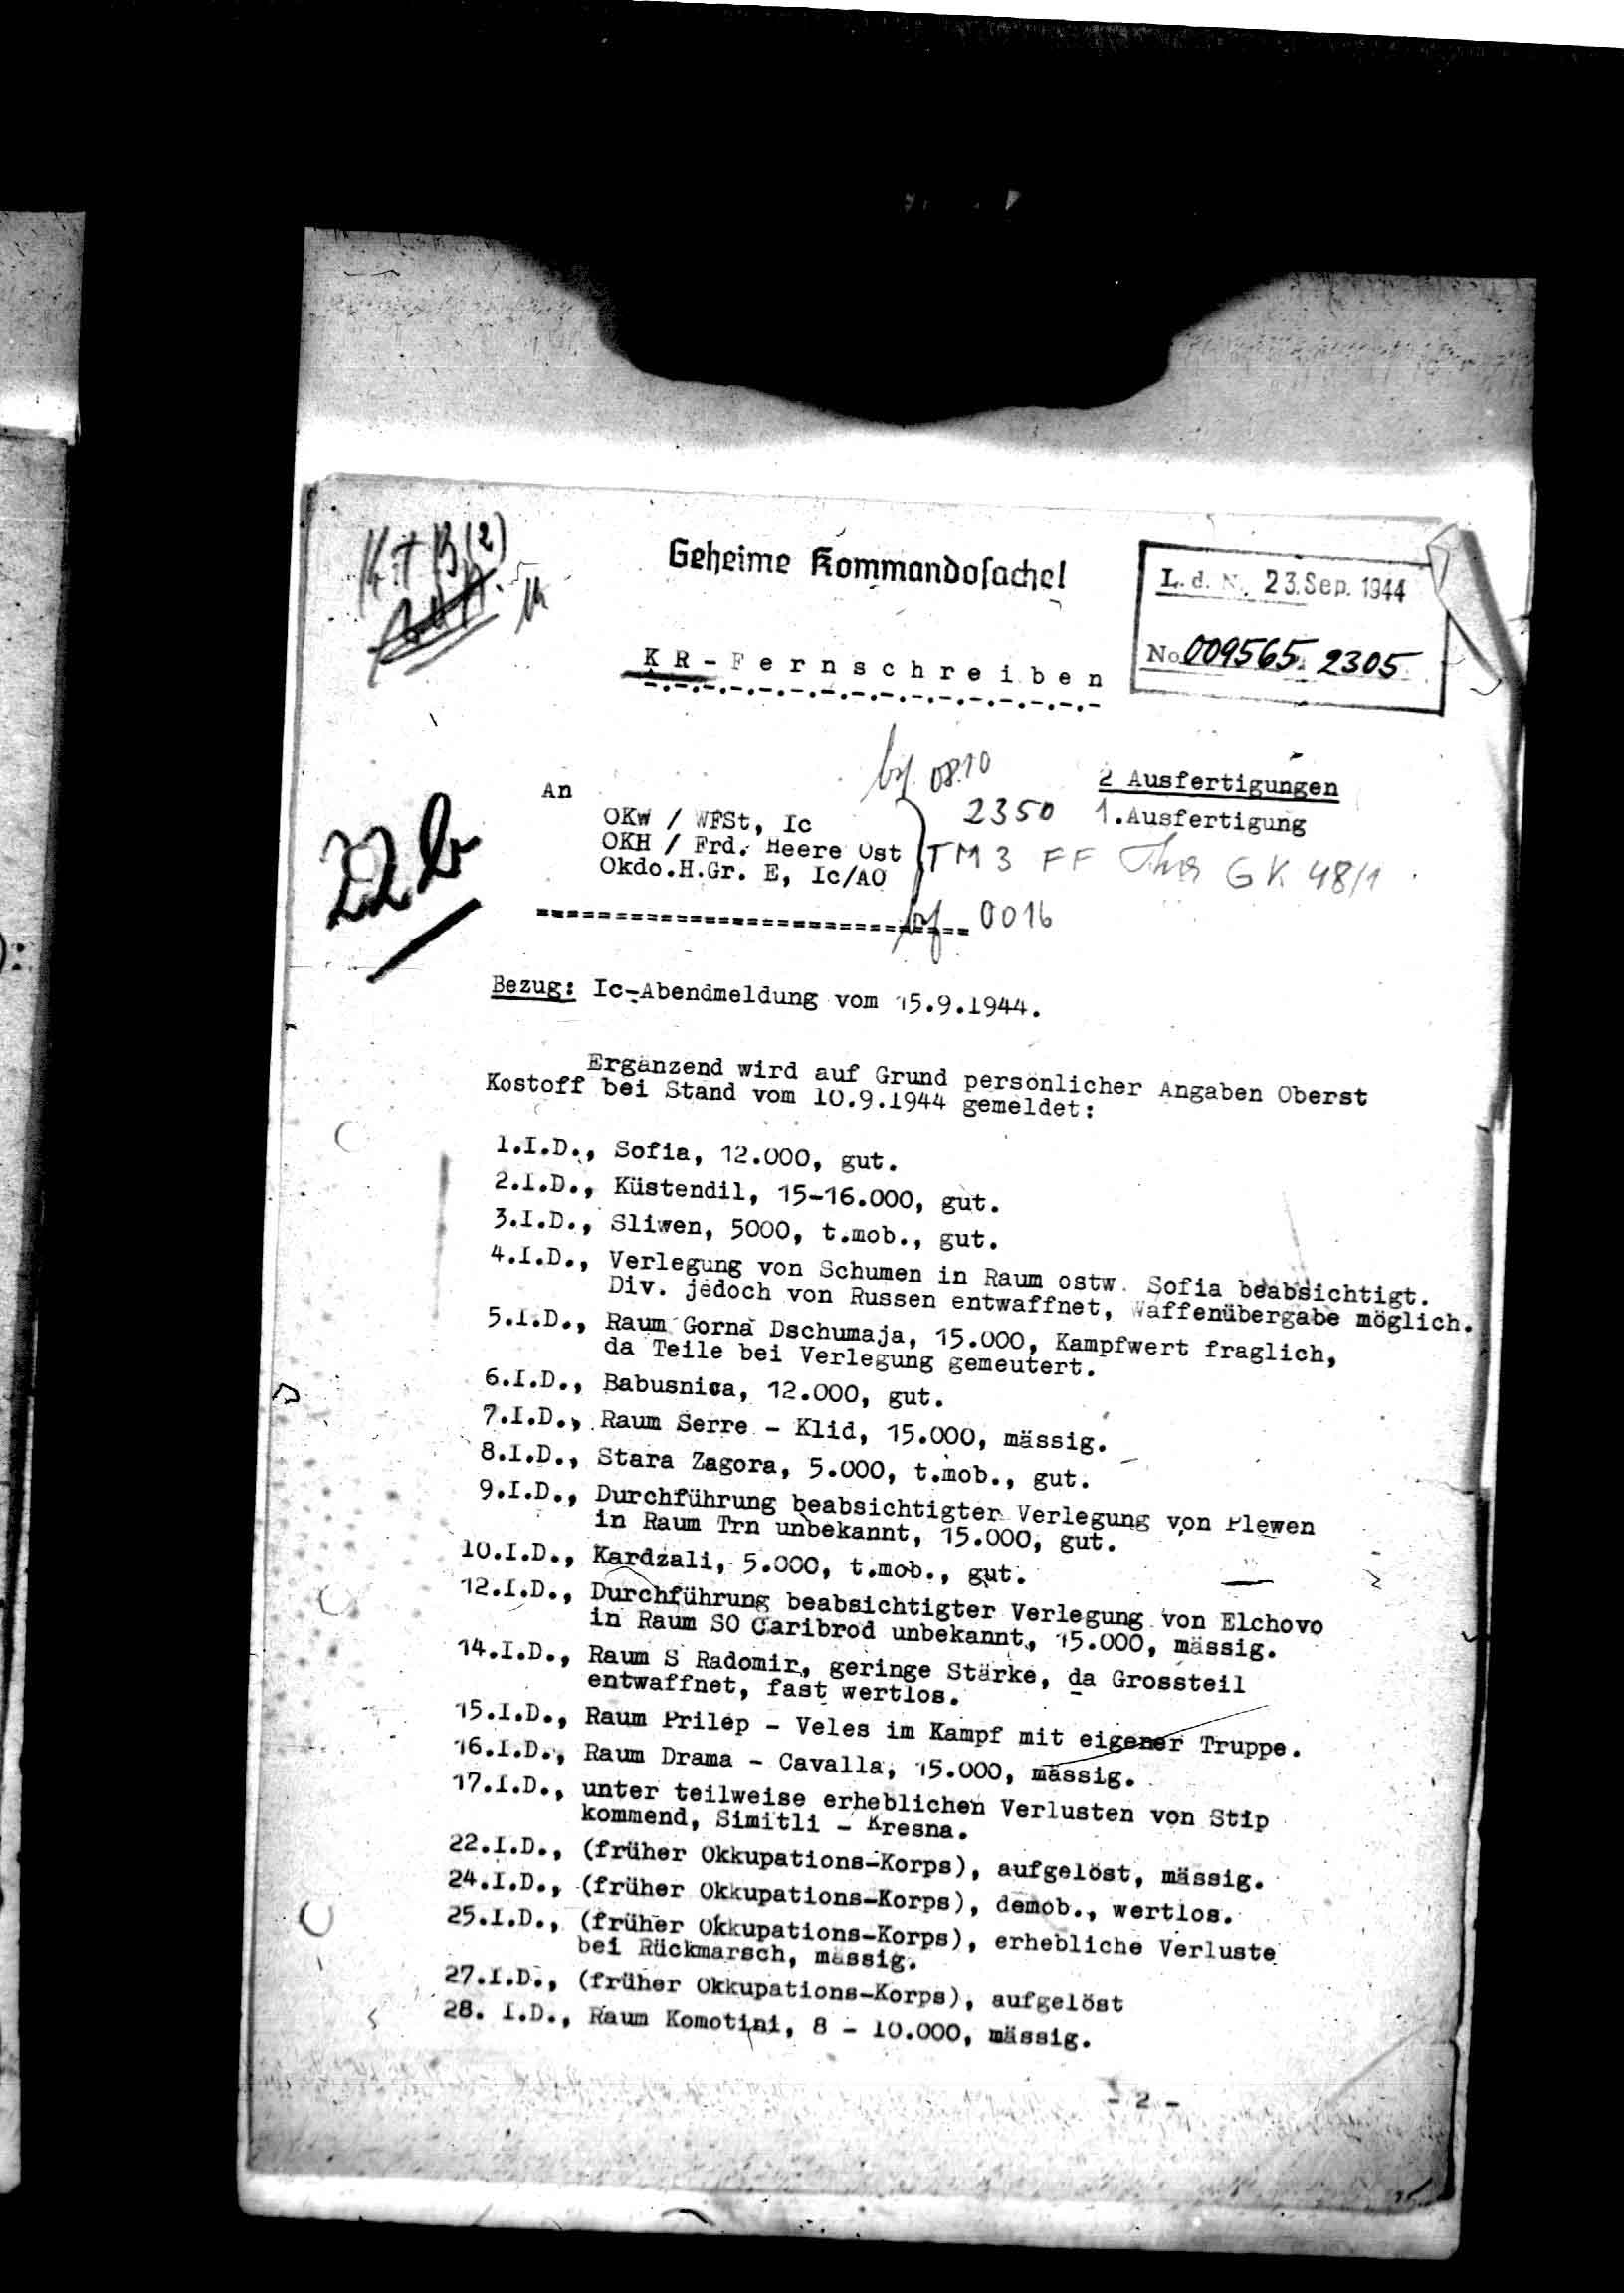 K.T.B (2)
Geheime Kommandosache!
L. d. N. 23.Sep. 1944
No 009565. 2305
KR-Fernschreiben
-.-.-.-.-.-.-.-.-.-.-.-.-.-.-
08.10
2 Ausfertigungen
An
2350 1.Ausfertigung
OKW / WFSt, Ic
OKH / Frd. Heere Ost
TM 3 FF GK 48/1
Okdo.H.Gr. E, Ic/AO
22b
============================ 0016
Bezug: Ic-Abendmeldung vom 15.9.1944.
Ergänzend wird auf Grund persönlicher Angaben Oberst
Kostoff bei Stand vom 10.9.1944 gemeldet:
1.I.D., Sofia, 12.000, gut.
2.I.D., Küstendil, 15-16.000, gut.
3.I.D., Sliwen, 5000, t.mob., gut.
4.I.D., Verlegung von Schumen in Raum ostw. Sofia beabsichtigt.
Div. jedoch von Russen entwaffnet, Waffenübergabe möglich.
5.I.D., Raum Gorna Dschumaja, 15.000, Kampfwert fraglich,
da Teile bei Verlegung gemeutert.
6.I.D., Babusnica, 12.000, gut.
7.I.D., Raum Serre - Klid, 15.000, mässig.
8.I.D., Stara Zagora, 5.000, t.mob., gut.
9.I.D., Durchführung beabsichtigter Verlegung von Plewen
in Raum Trn unbekannt, 15.000, gut.
10.I.D., Kardzali, 5.000, t.mob., gut.
12.I.D., Durchführung beabsichtigter Verlegung von Elchovo
in Raum SO Caribrod unbekannt, 15.000, mässig.
14.I.D., Raum S Radomir, geringe Stärke, da Grossteil
entwaffnet, fast wertlos.
15.I.D., Raum Prilep - Veles im Kampf mit eigener Truppe.
16.I.D., Raum Drama - Cavalla, 15.000, mässig.
17.I.D., unter teilweise erheblichen Verlusten von Stip
kommend, Simitli - Kresna.
22.I.D., (früher Okkupations-Korps), aufgelöst, mässig.
24.I.D., (früher Okkupations-Korps), demob., wertlos.
25.I.D., (früher Okkupations-Korps), erhebliche Verluste
bei Rückmarsch, mässig.
27.I.D., (früher Okkupations-Korps), aufgelöst
28. I.D., Raum Komotini, 8 - 10.000, mässig.
- 2 -